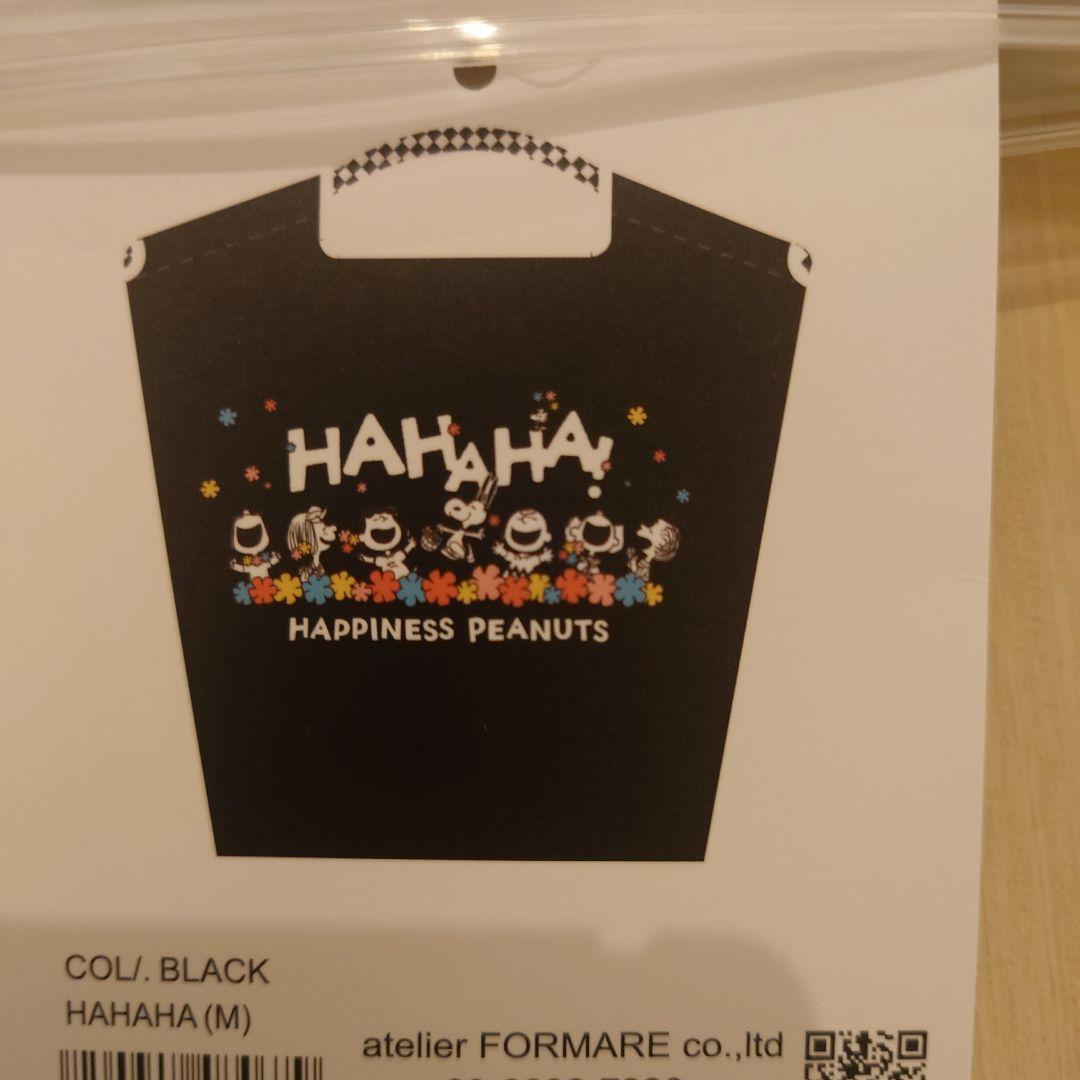 HAHAHA!
HAPPINESS PEANUTS
COL/. BLACK
HAHAHA (M)
atelier FORMARE co.,ltd